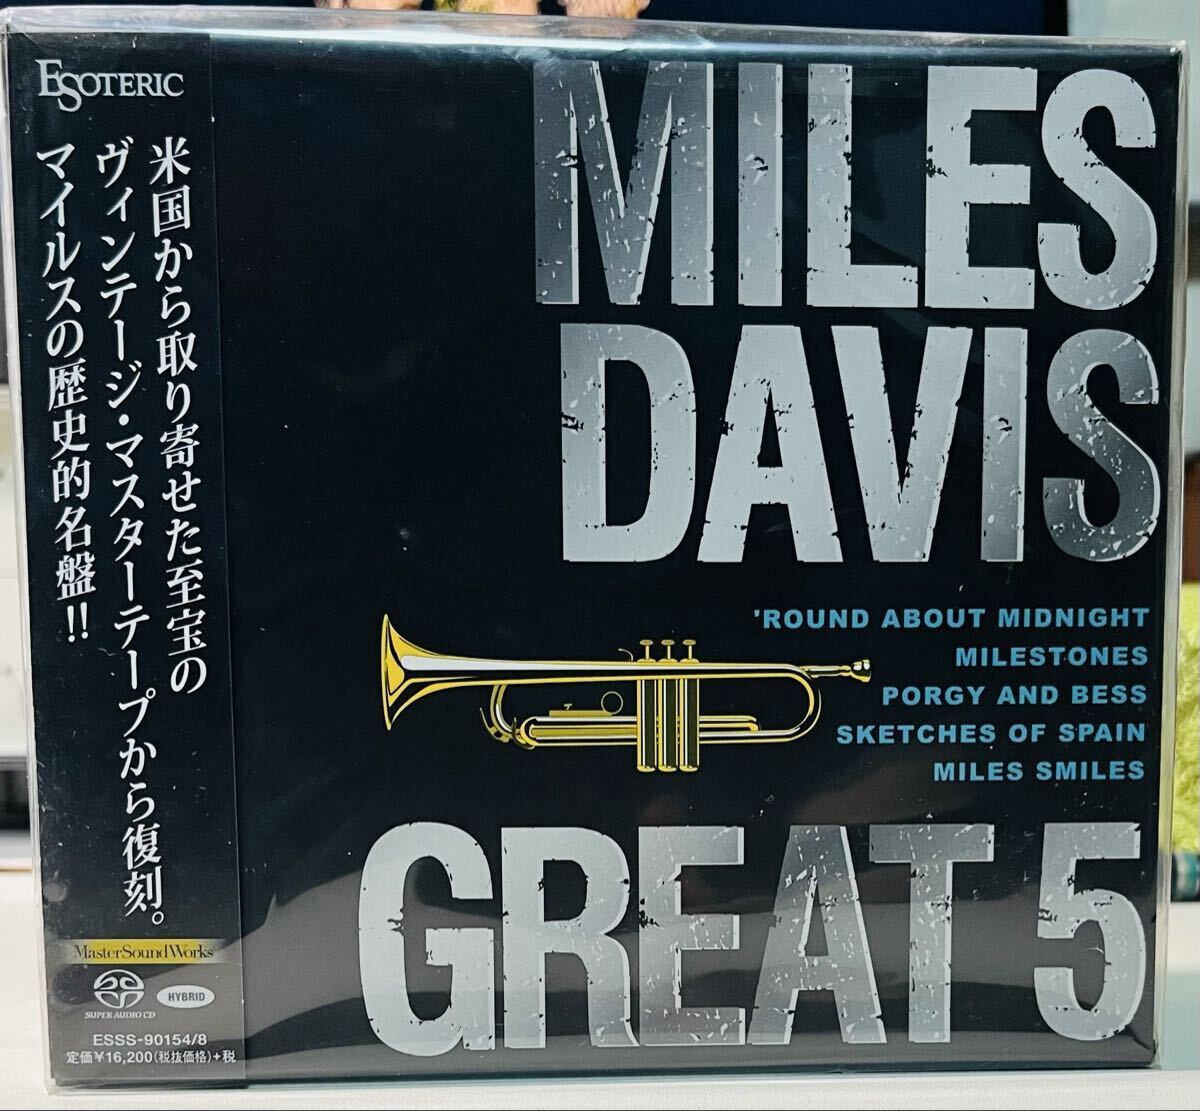 ESOTERIC
米国から取り寄せた至宝の
ヴィンテージ・マスターテープから復刻。
マイルスの歴史的名盤!!
MasterSoundWorks
SUPER AUDIO CD
HYBRID
ESSS-90154/8
定価¥16,200(税抜価格)+税
MILES
DAVIS
'ROUND ABOUT MIDNIGHT
MILESTONES
PORGY AND BESS
SKETCHES OF SPAIN
MILES SMILES
GREAT 5